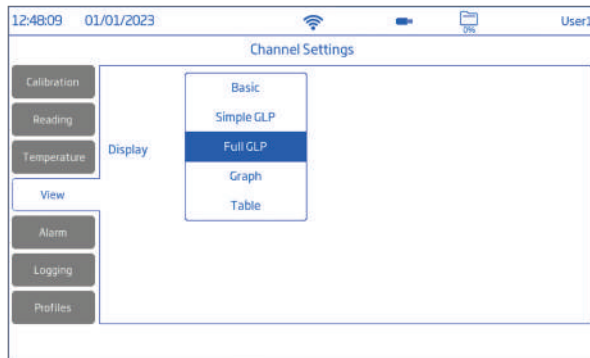 12:48:09 01/01/2023 0% User1
Channel Settings
Calibration
Reading
Temperature
View
Alarm
Logging
Profiles
Display
Basic
Simple GLP
Full GLP
Graph
Table